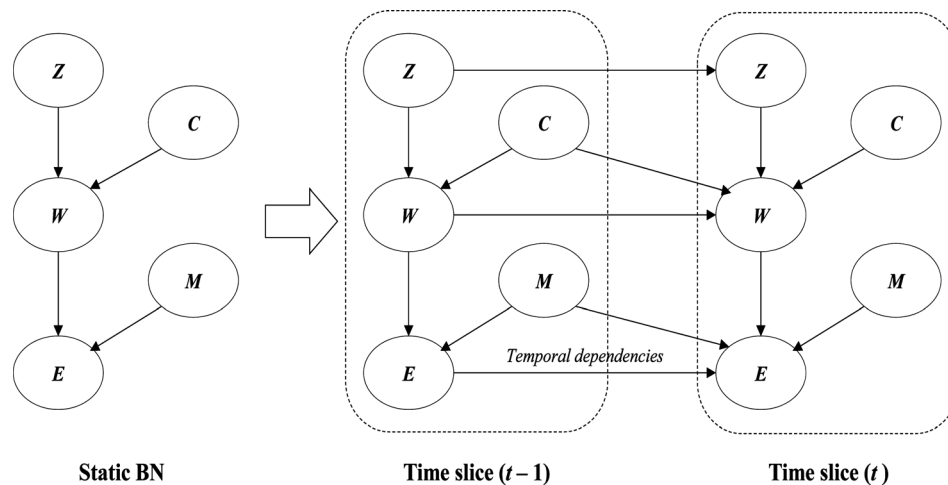 Z Z Z
C C C
W W W
M M M
E Temporal dependencies E E
Static BN Time slice (t – 1) Time slice (t )